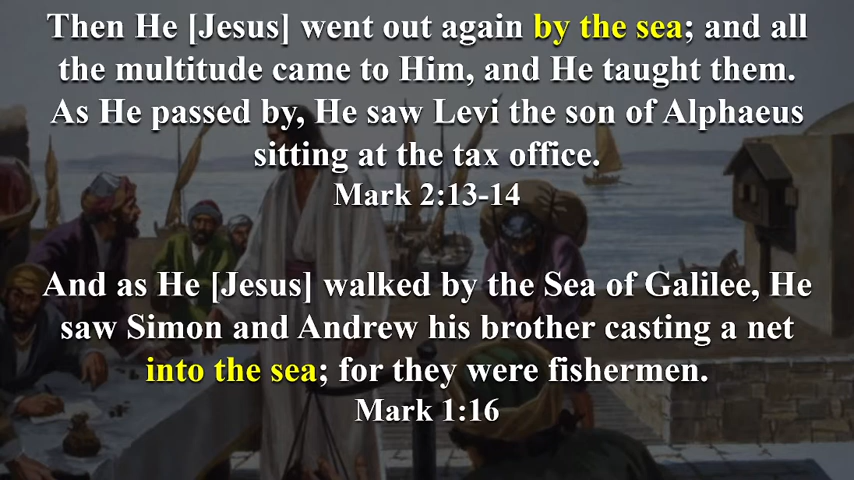 Then He [Jesus] went out again by the sea; and all
the multitude came to Him, and He taught them.
As He passed by, He saw Levi the son of Alphaeus
sitting at the tax office.
Mark 2:13-14
And as He [Jesus] walked by the Sea of Galilee, He
saw Simon and Andrew his brother casting a net
into the sea; for they were fishermen.
Mark 1:16